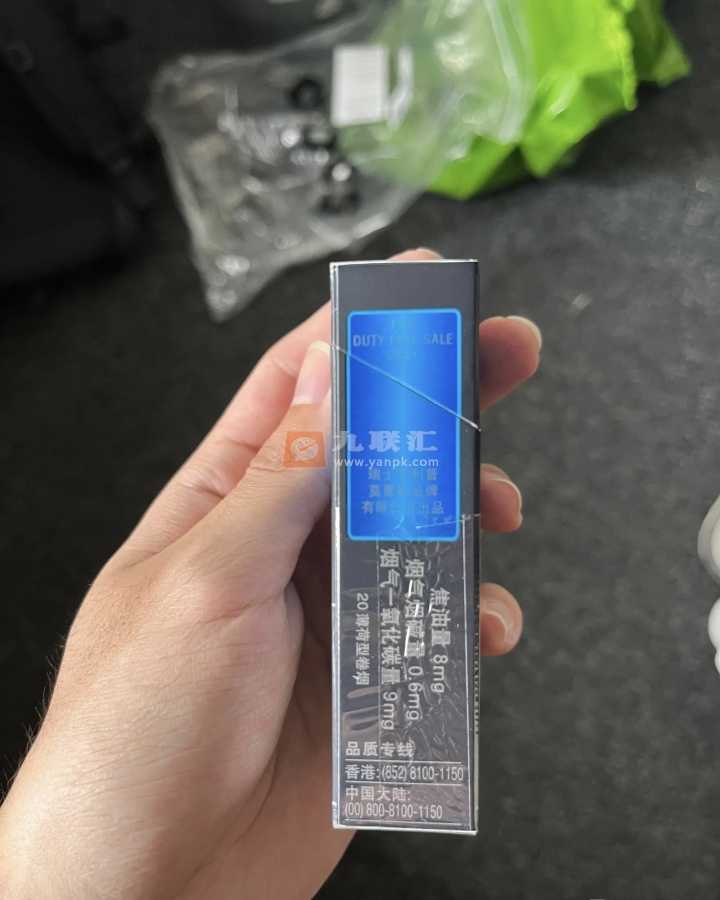 DUTY FREE SALE
九联汇
www.yanpk.com
有限公司出品
焦油量 8mg
烟气烟碱量 0.6mg
烟气一氧化碳量 9mg
20 薄荷型卷烟
品质专线
香港: (852) 8100-1150
中国大陆:
(00) 800-8100-1150